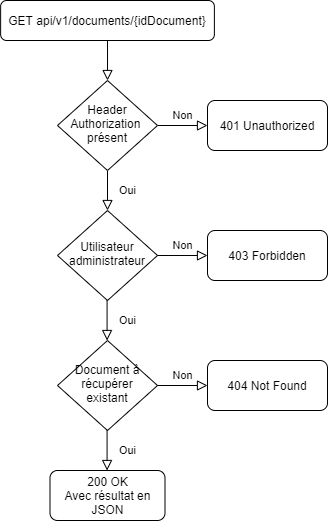 GET api/v1/documents/{idDocument}
Header
Authorization
présent
Non
401 Unauthorized
Oui
Utilisateur
administrateur
Non
403 Forbidden
Oui
Document à
récupérer
existant
Non
404 Not Found
Oui
200 OK
Avec résultat en
JSON